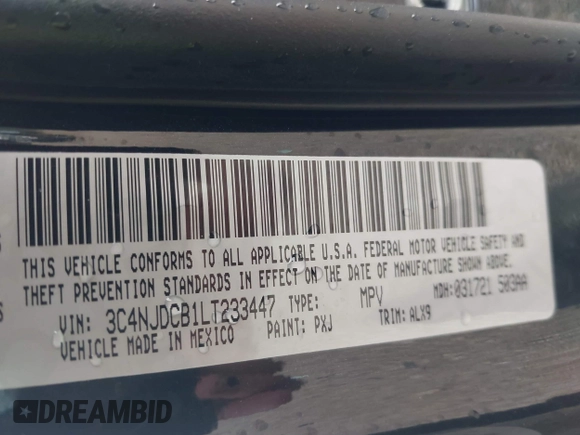 THIS VEHICLE CONFORMS TO ALL APPLICABLE U.S.A. FEDERAL MOTOR VEHICLE SAFETY AND
THEFT PREVENTION STANDARDS IN EFFECT ON THE DATE OF MANUFACTURE SHOWN ABOVE.
VIN: 3C4NJDCB1LT233447 TYPE: MPV MDH:031721 503AA
VEHICLE MADE IN MEXICO PAINT: PXJ TRIM: ALX9
DREAMBID